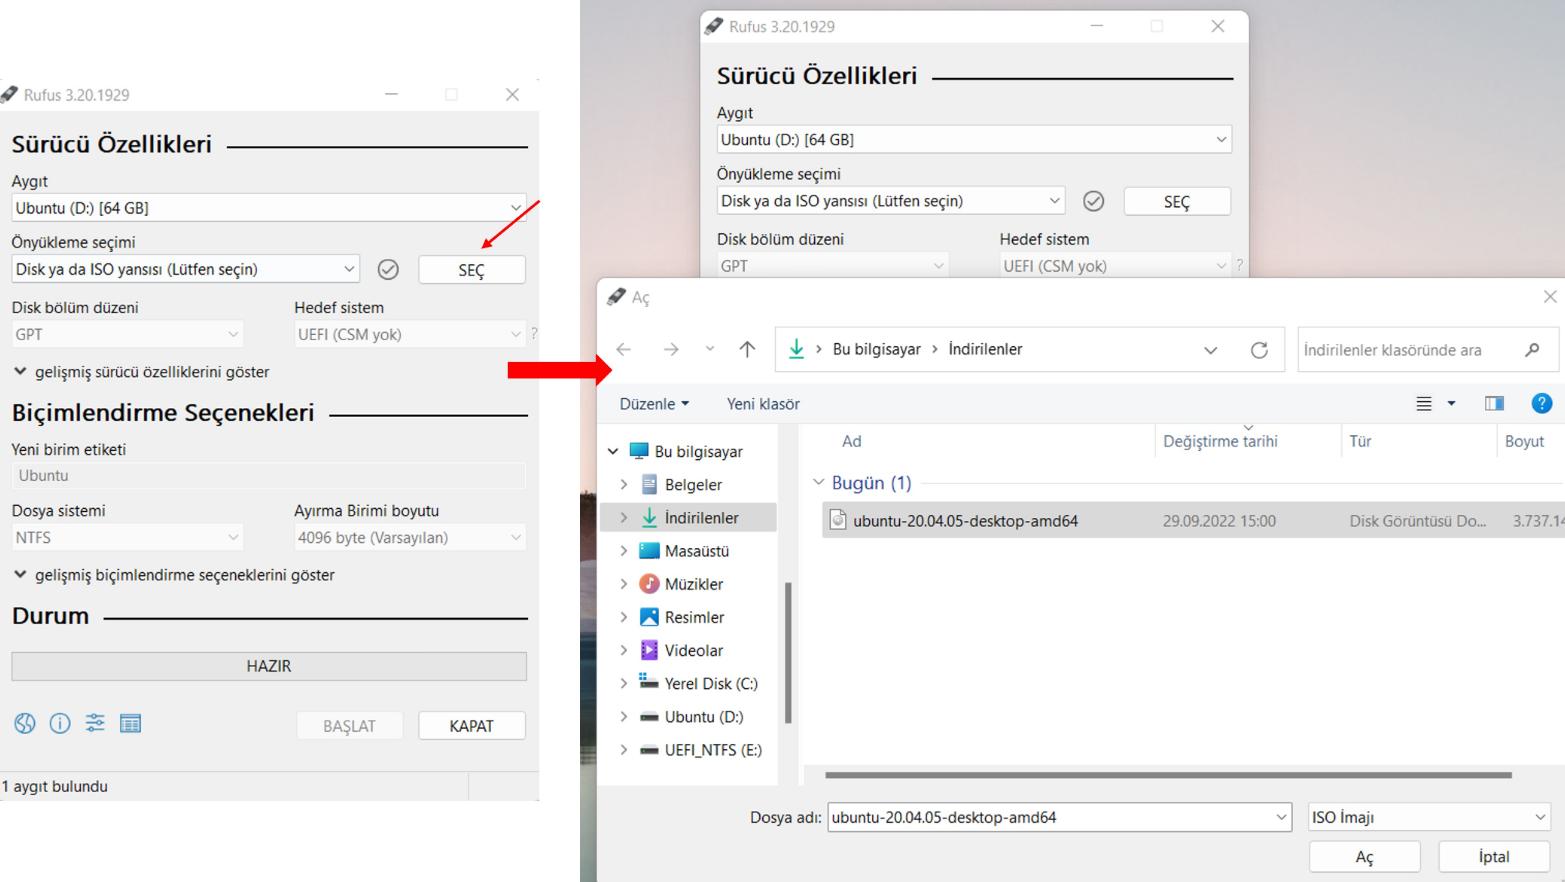 Rufus 3.20.1929
Sürücü Özellikleri
Aygıt
Ubuntu (D:) [64 GB]
Önyükleme seçimi
Disk ya da ISO yansısı (Lütfen seçin)
SEÇ
Disk bölüm düzeni
Hedef sistem
GPT
UEFI (CSM yok)
?
gelişmiş sürücü özelliklerini göster
Biçimlendirme Seçenekleri
Yeni birim etiketi
Ubuntu
Dosya sistemi
Ayırma Birimi boyutu
NTFS
4096 byte (Varsayılan)
gelişmiş biçimlendirme seçeneklerini göster
Durum
HAZIR
BAŞLAT
KAPAT
1 aygıt bulundu
Rufus 3.20.1929
Sürücü Özellikleri
Aygıt
Ubuntu (D:) [64 GB]
Önyükleme seçimi
Disk ya da ISO yansısı (Lütfen seçin)
SEÇ
Disk bölüm düzeni
Hedef sistem
GPT
UEFI (CSM yok)
?
Aç
Bu bilgisayar
İndirilenler
İndirilenler klasöründe ara
Düzenle
Yeni klasör
?
Bu bilgisayar
Belgeler
İndirilenler
Masaüstü
Müzikler
Resimler
Videolar
Yerel Disk (C:)
Ubuntu (D:)
UEFI_NTFS (E:)
Ad
Değiştirme tarihi
Tür
Boyut
Bugün (1)
ubuntu-20.04.05-desktop-amd64
29.09.2022 15:00
Disk Görüntüsü Do...
3.737.14
Dosya adı:
ubuntu-20.04.05-desktop-amd64
ISO İmajı
Aç
İptal